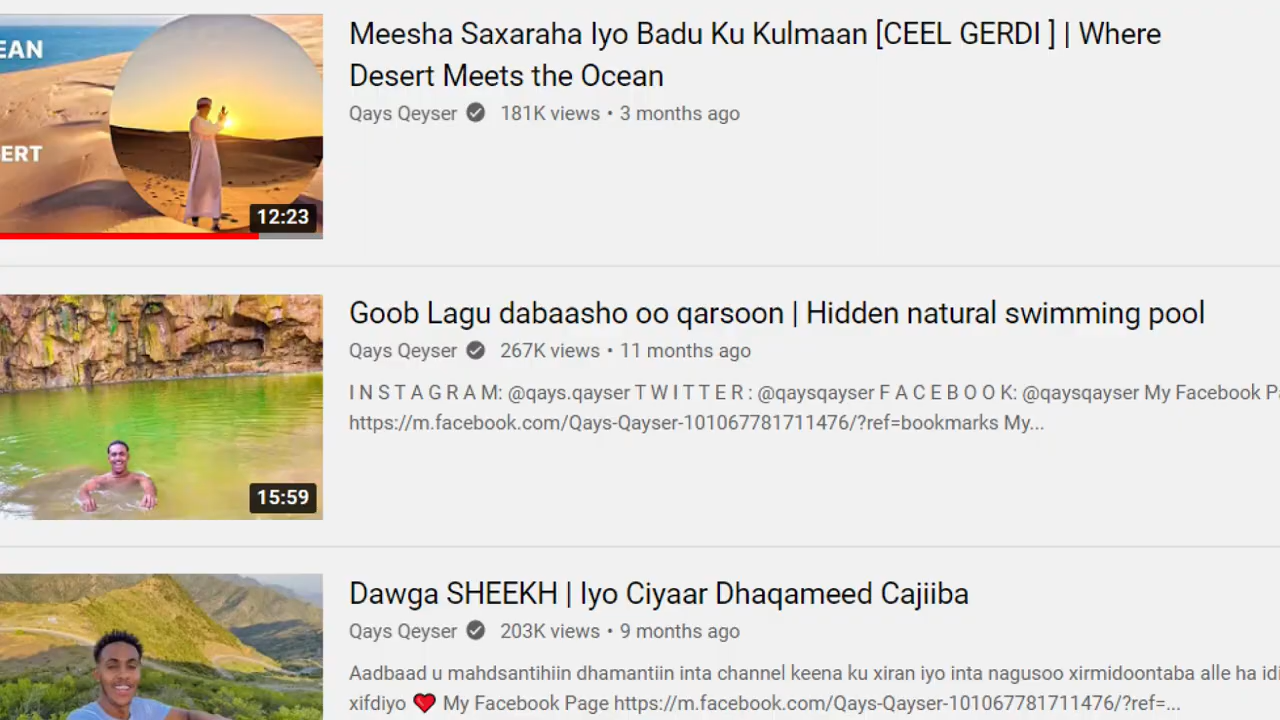 EAN
ERT
12:23
Meesha Saxaraha Iyo Badu Ku Kulmaan [CEEL GERDI ] | Where
Desert Meets the Ocean
Qays Qeyser 181K views • 3 months ago
15:59
Goob Lagu dabaasho oo qarsoon | Hidden natural swimming pool
Qays Qeyser 267K views • 11 months ago
I N S T A G R A M: @qays.qayser T W I T T E R : @qaysqayser F A C E B O O K: @qaysqayser My Facebook P
https://m.facebook.com/Qays-Qayser-101067781711476/?ref=bookmarks My...
Dawga SHEEKH | Iyo Ciyaar Dhaqameed Cajiiba
Qays Qeyser 203K views • 9 months ago
Aadbaad u mahdsantihiin dhamantiin inta channel keena ku xiran iyo inta nagusoo xirmidoontaba alle ha idi
xifdiyo ❤ My Facebook Page https://m.facebook.com/Qays-Qayser-101067781711476/?ref=...